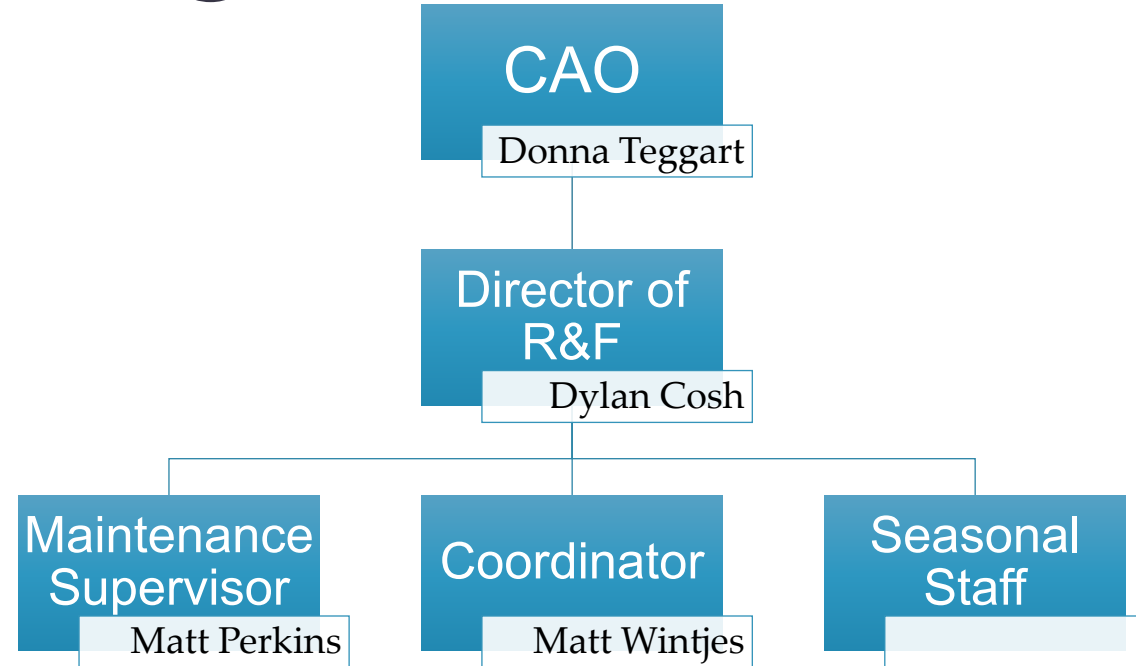 CAO
Donna Teggart
Director of
R&F
Dylan Cosh
Maintenance
Supervisor
Matt Perkins
Coordinator
Matt Wintjes
Seasonal
Staff